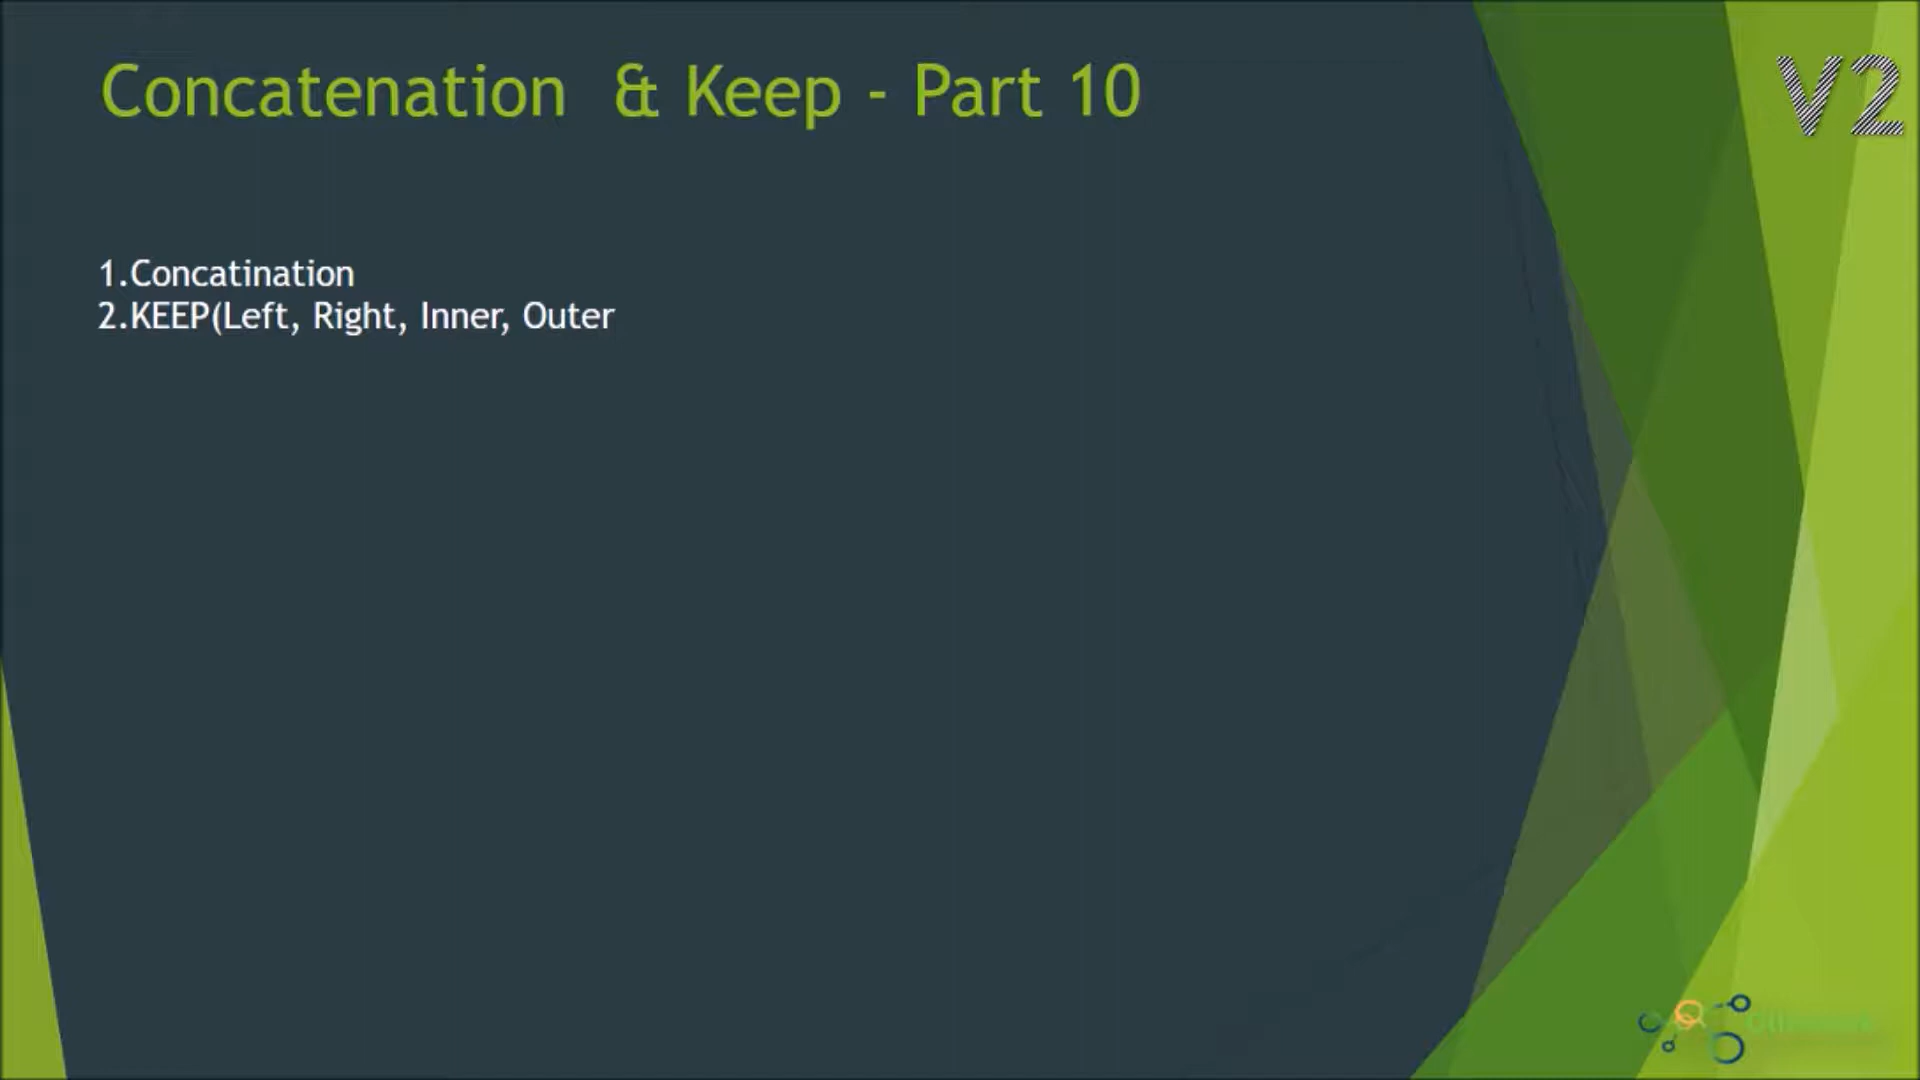 Concatenation & Keep - Part 10
V2
1.Concatination
2.KEEP(Left, Right, Inner, Outer